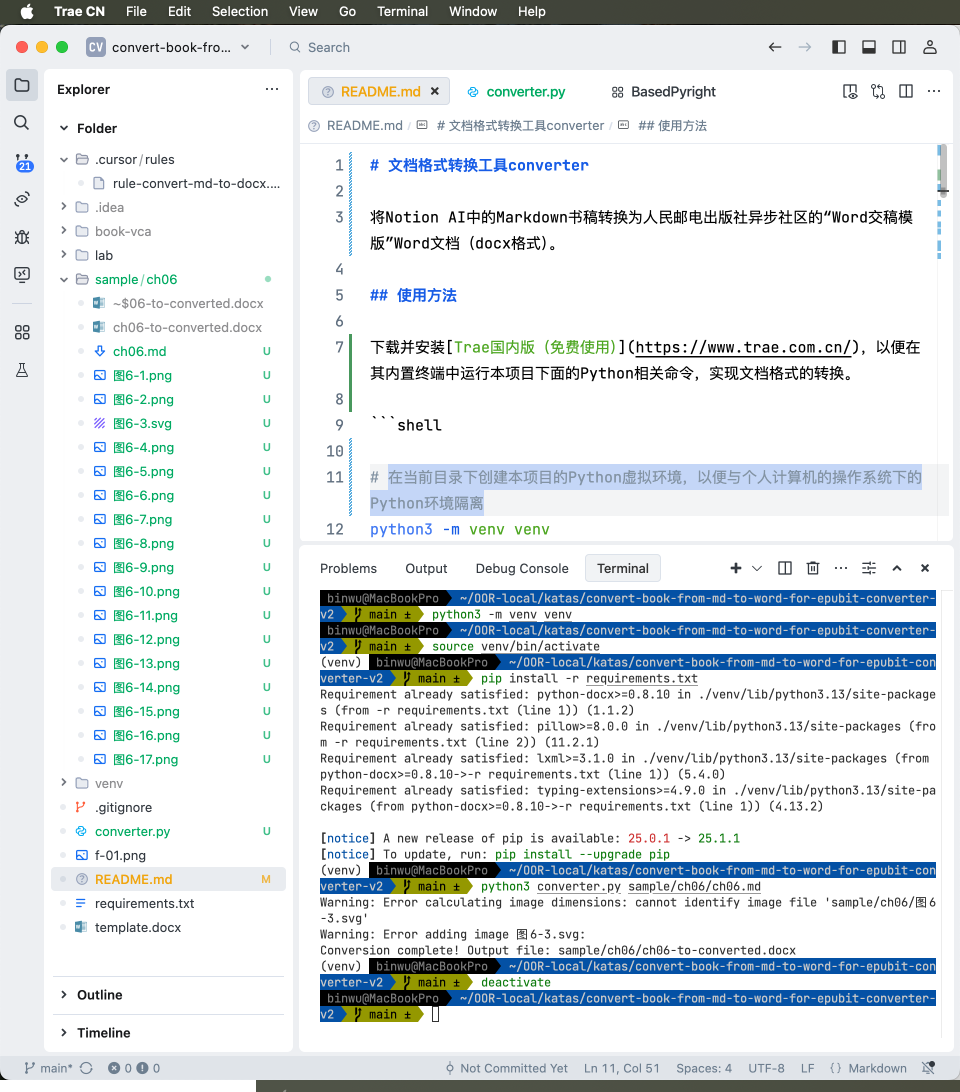 Trae CN File Edit Selection View Go Terminal Window Help
CV convert-book-fro... Search
Explorer ...
Folder
.cursor/rules
rule-convert-md-to-docx....
.idea
book-vca
lab
sample/ch06
~$06-to-converted.docx
ch06-to-converted.docx
ch06.md U
图6-1.png U
图6-2.png U
图6-3.svg U
图6-4.png U
图6-5.png U
图6-6.png U
图6-7.png U
图6-8.png U
图6-9.png U
图6-10.png U
图6-11.png U
图6-12.png U
图6-13.png U
图6-14.png U
图6-15.png U
图6-16.png U
图6-17.png U
venv
.gitignore
converter.py U
f-01.png
README.md M
requirements.txt
template.docx
Outline
Timeline
21
README.md converter.py BasedPyright
README.md / # 文档格式转换工具converter / ## 使用方法
1 # 文档格式转换工具converter
2
3 将Notion AI中的Markdown书稿转换为人民邮电出版社异步社区的“Word交稿模
版”Word文档（docx格式）。
4
5 ## 使用方法
6
7 下载并安装[Trae国内版（免费使用）](https://www.trae.com.cn/)，以便在
其内置终端中运行本项目下面的Python相关命令，实现文档格式的转换。
8
9 ```shell
10
11 # 在当前目录下创建本项目的Python虚拟环境，以便与个人计算机的操作系统下的
Python环境隔离
12 python3 -m venv venv
Problems Output Debug Console Terminal
binwu@MacBookPro ~/OOR-local/katas/convert-book-from-md-to-word-for-epubit-converter-
v2 main ± python3 -m venv venv
binwu@MacBookPro ~/OOR-local/katas/convert-book-from-md-to-word-for-epubit-converter-
v2 main ± source venv/bin/activate
(venv) binwu@MacBookPro ~/OOR-local/katas/convert-book-from-md-to-word-for-epubit-con
verter-v2 main ± pip install -r requirements.txt
Requirement already satisfied: python-docx>=0.8.10 in ./venv/lib/python3.13/site-package
s (from -r requirements.txt (line 1)) (1.1.2)
Requirement already satisfied: pillow>=8.0.0 in ./venv/lib/python3.13/site-packages (fro
m -r requirements.txt (line 2)) (11.2.1)
Requirement already satisfied: lxml>=3.1.0 in ./venv/lib/python3.13/site-packages (from
python-docx>=0.8.10->-r requirements.txt (line 1)) (5.4.0)
Requirement already satisfied: typing-extensions>=4.9.0 in ./venv/lib/python3.13/site-pa
ckages (from python-docx>=0.8.10->-r requirements.txt (line 1)) (4.13.2)
[notice] A new release of pip is available: 25.0.1 -> 25.1.1
[notice] To update, run: pip install --upgrade pip
(venv) binwu@MacBookPro ~/OOR-local/katas/convert-book-from-md-to-word-for-epubit-con
verter-v2 main ± python3 converter.py sample/ch06/ch06.md
Warning: Error calculating image dimensions: cannot identify image file 'sample/ch06/图6
-3.svg'
Warning: Error adding image 图6-3.svg:
Conversion complete! Output file: sample/ch06/ch06-to-converted.docx
(venv) binwu@MacBookPro ~/OOR-local/katas/convert-book-from-md-to-word-for-epubit-con
verter-v2 main ± deactivate
binwu@MacBookPro ~/OOR-local/katas/convert-book-from-md-to-word-for-epubit-converter-
v2 main ±
main* 0 0 Not Committed Yet Ln 11, Col 51 Spaces: 4 UTF-8 LF {} Markdown